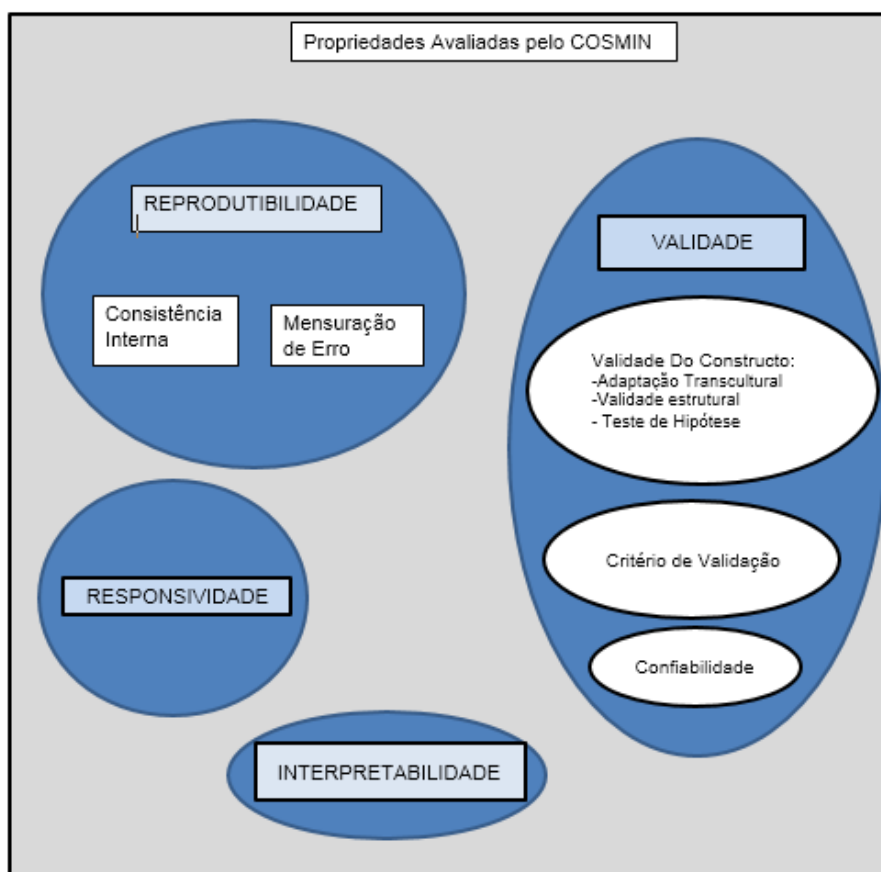 Propriedades Avaliadas pelo COSMIN
REPRODUTIBILIDADE
Consistência
Interna
Mensuração
de Erro
VALIDADE
Validade Do Constructo:
-Adaptação Transcultural
-Validade estrutural
- Teste de Hipótese
Critério de Validação
Confiabilidade
RESPONSIVIDADE
INTERPRETABILIDADE